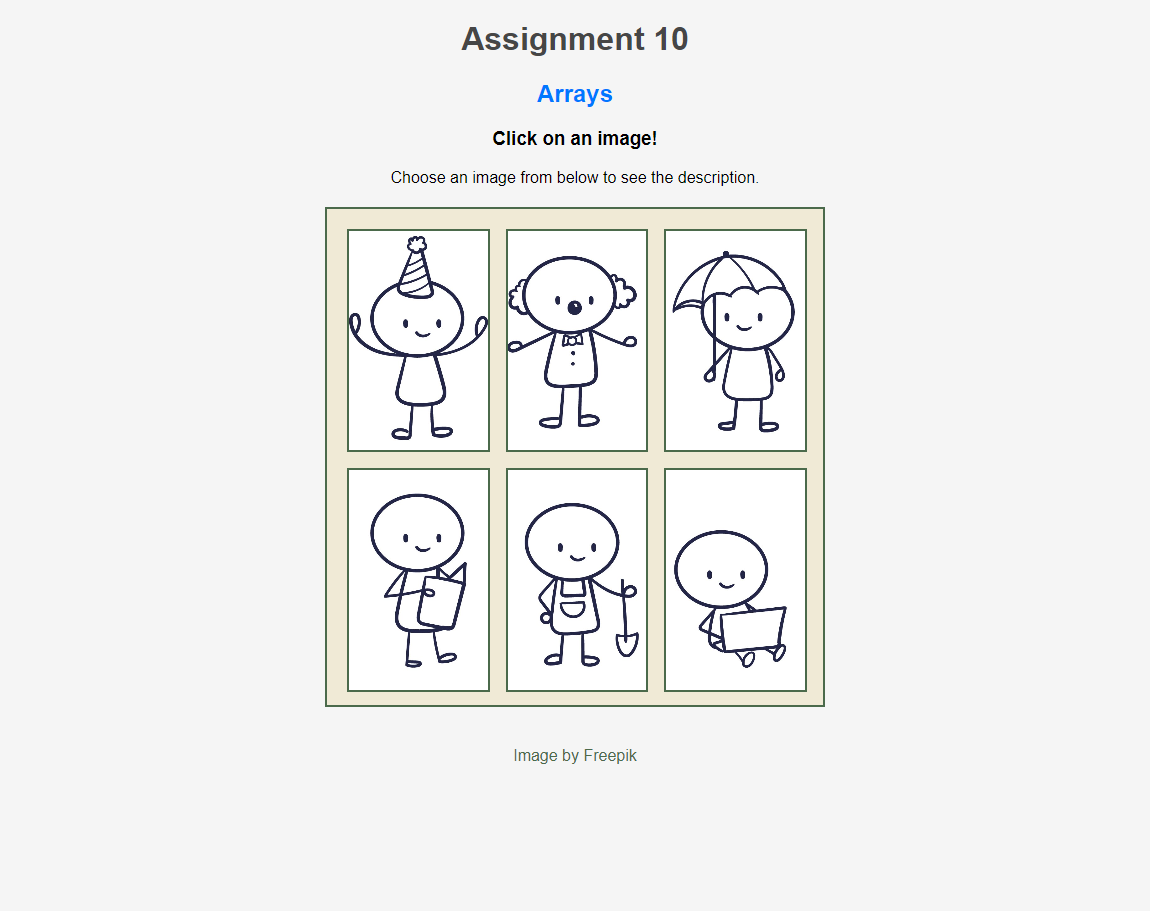 Assignment 10
Arrays
Click on an image!
Choose an image from below to see the description.
Image by Freepik